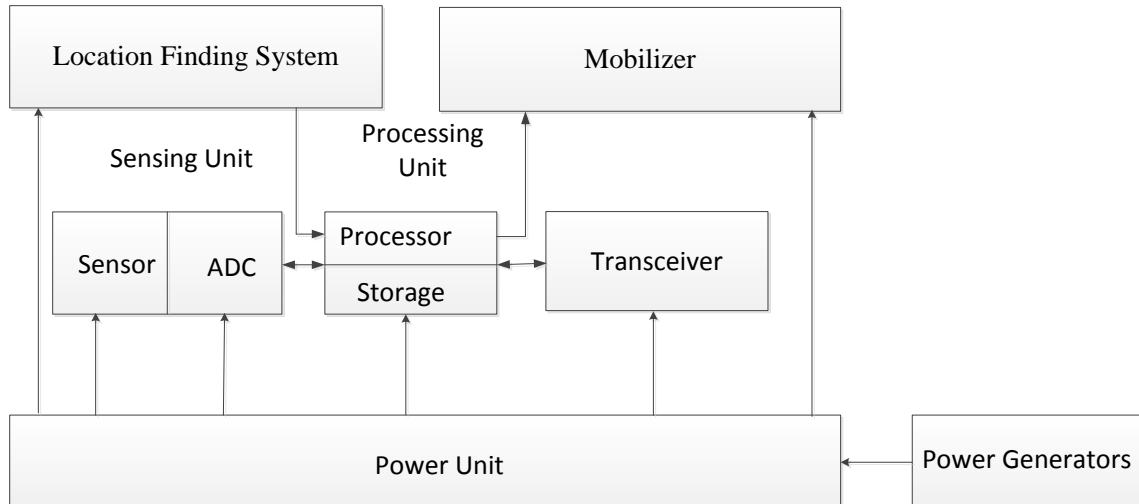 Location Finding System
Mobilizer
Sensing Unit
Processing
Unit
Sensor
ADC
Processor
Storage
Transceiver
Power Unit
Power Generators